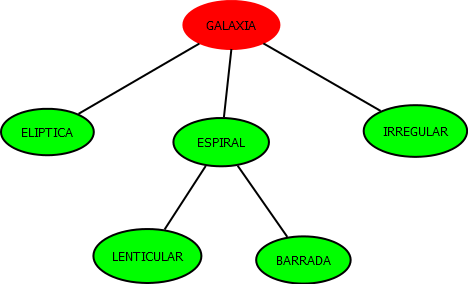 GALAXIA
ELIPTICA
ESPIRAL
IRREGULAR
LENTICULAR
BARRADA